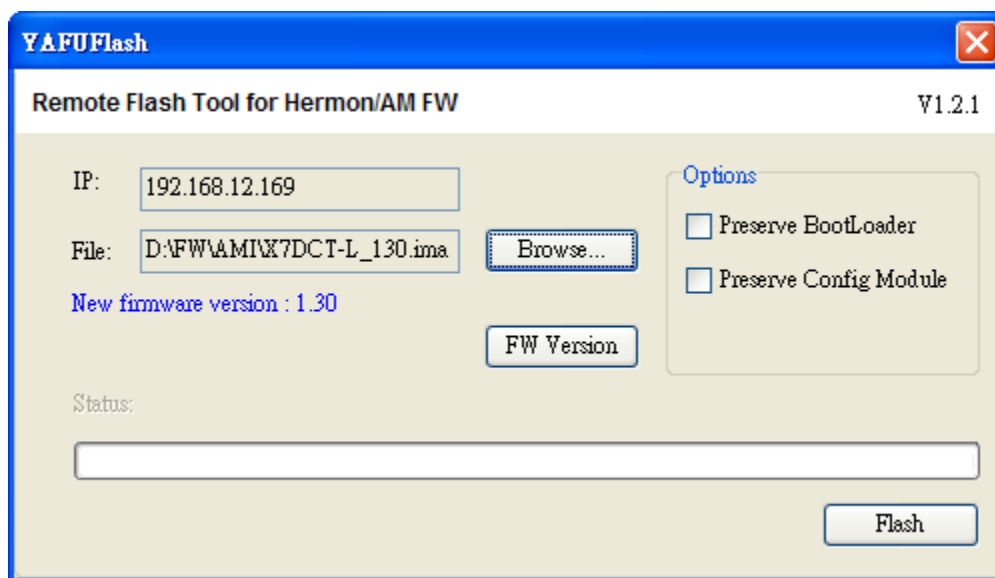 YAFUFlash
Remote Flash Tool for Hermon/AM FW
V1.2.1
IP:
192.168.12.169
File:
D:\FW\AMI\X7DCT-L_130.ima
Browse...
New firmware version : 1.30
FW Version
Options
Preserve BootLoader
Preserve Config Module
Status:
Flash